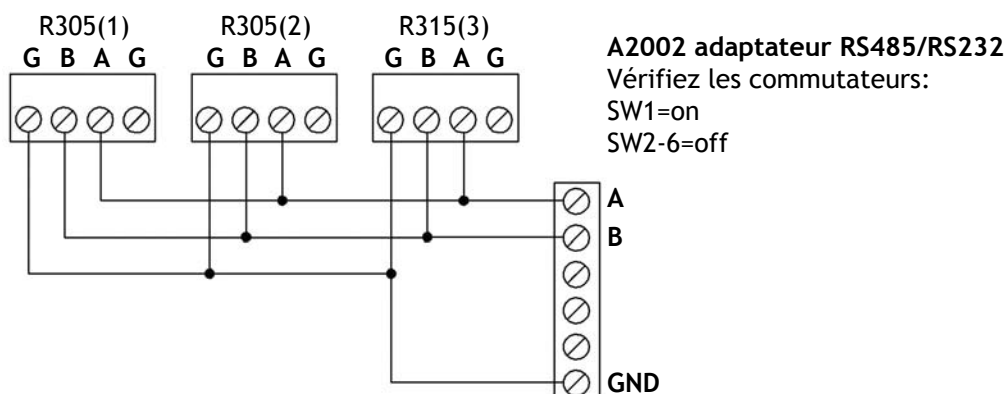 R305(1) R305(2) R315(3)
G B A G G B A G G B A G
A2002 adaptateur RS485/RS232
Vérifiez les commutateurs:
SW1=on
SW2-6=off
A
B
GND